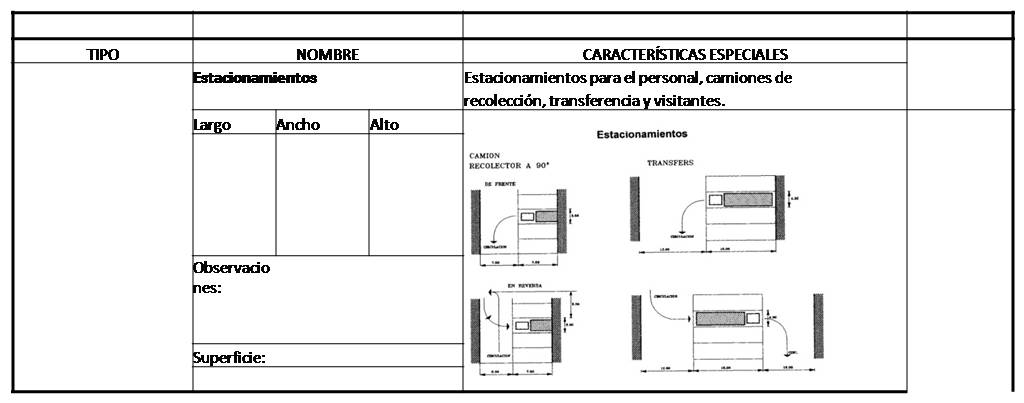 TIPO
NOMBRE
CARACTERÍSTICAS ESPECIALES
Estacionamientos
Estacionamientos para el personal, camiones de
recolección, transferencia y visitantes.
Largo
Ancho
Alto
Observacio
nes:
Superficie:
Estacionamientos
CAMION
RECOLECTOR A 90°
DE FRENTE
CIRCULACION
TRANSFERS
CIRCULACION
EN REVERSA
CIRCULACION
CIRCULACION